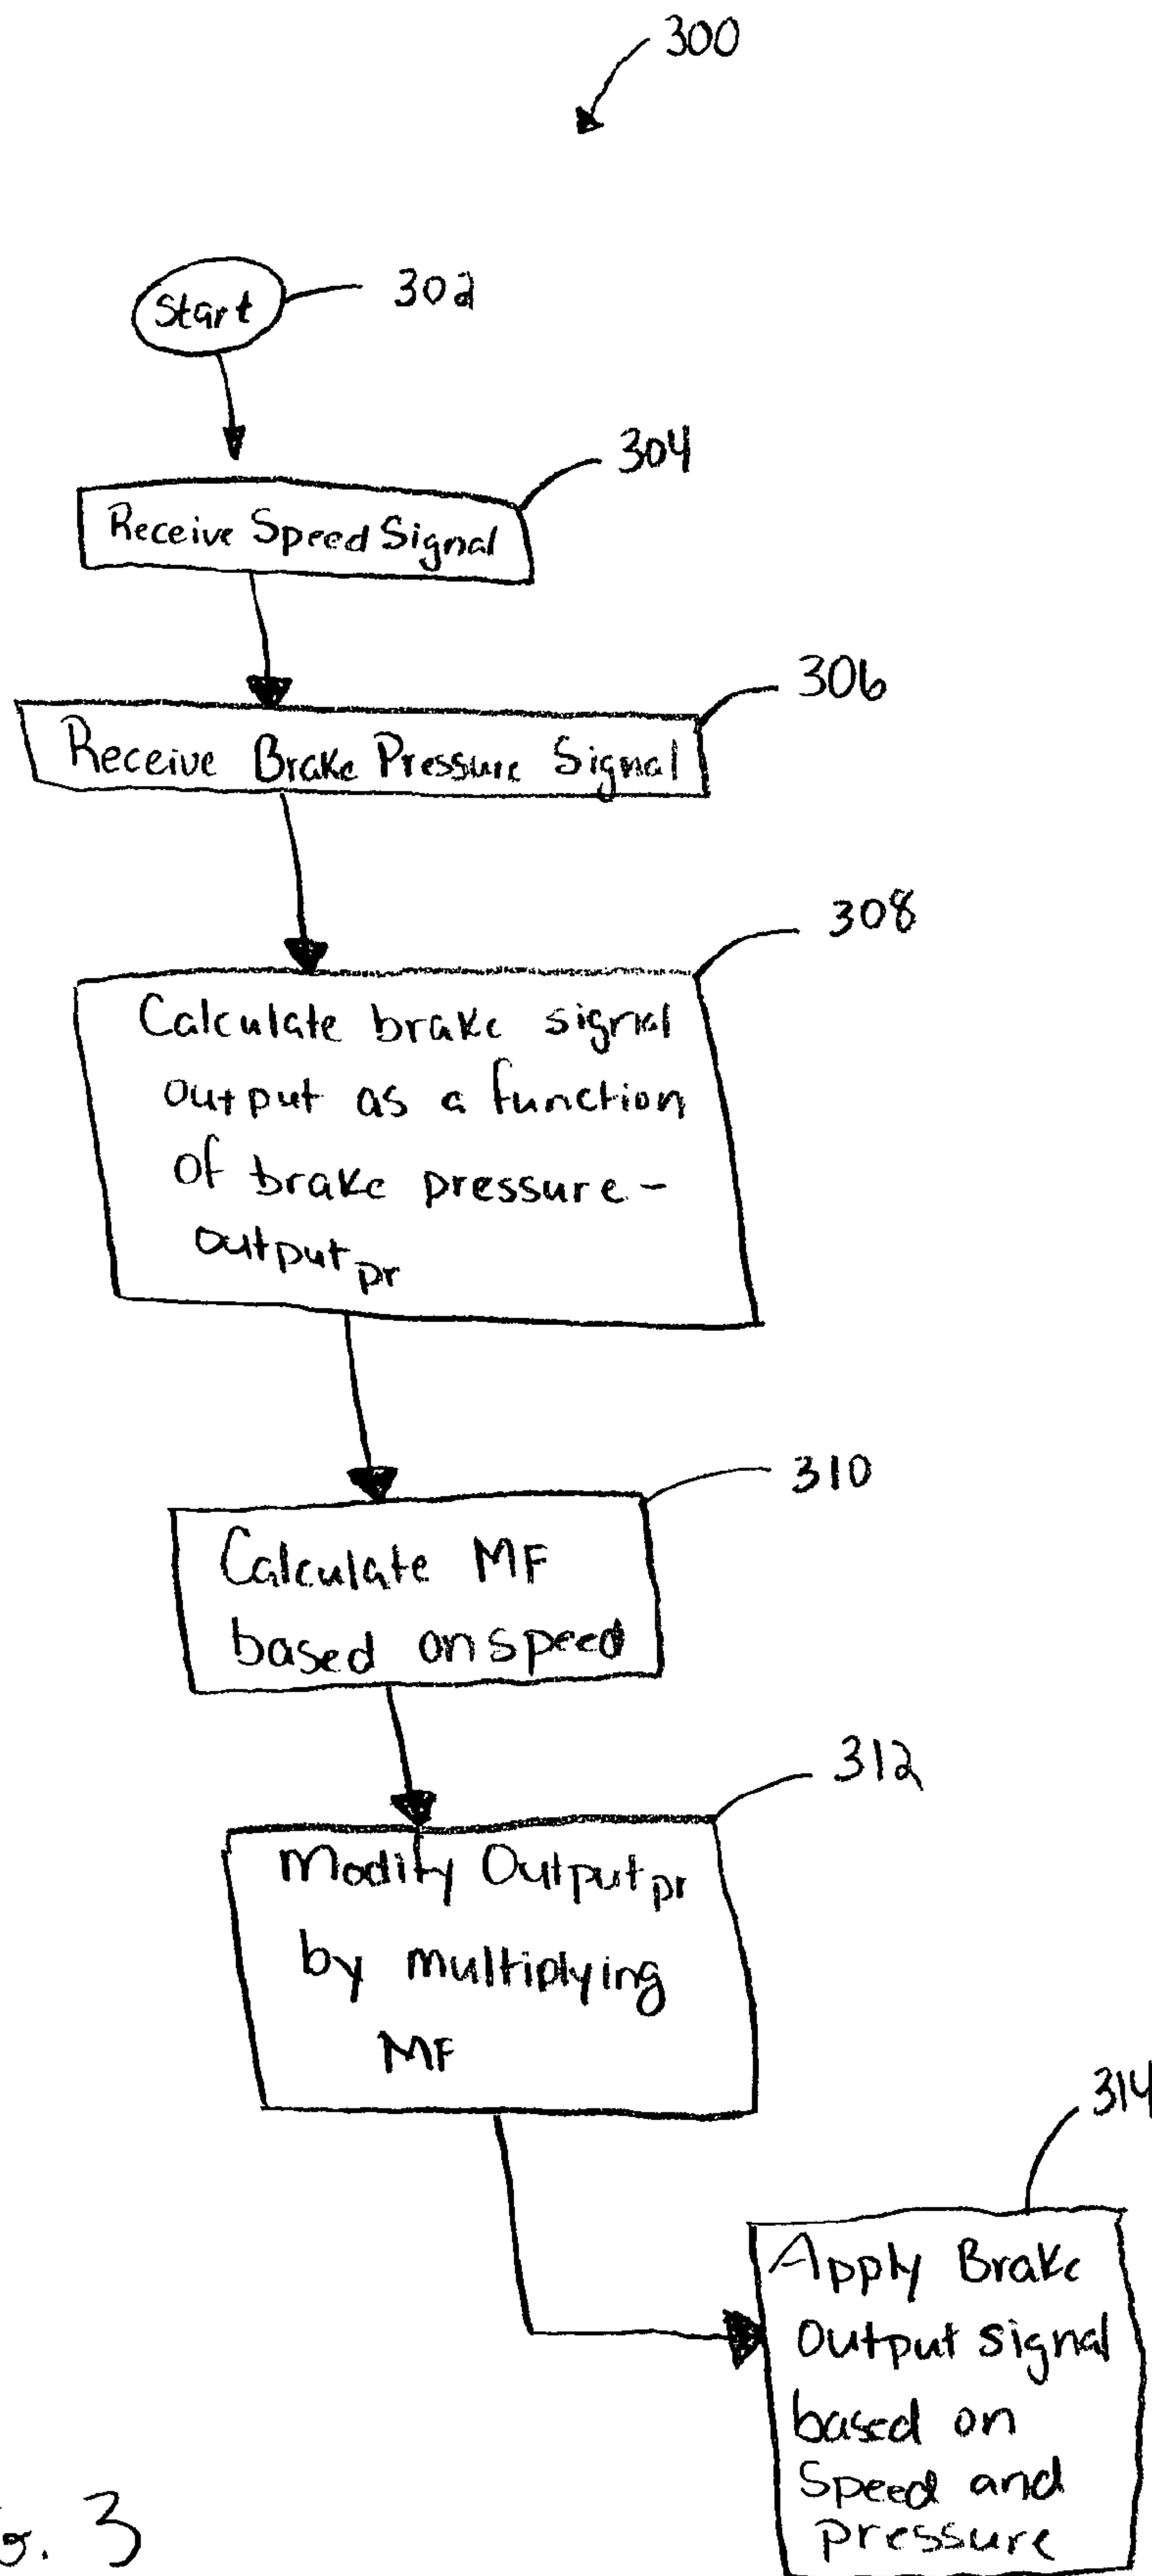 300
Start
302
304
Receive Speed Signal
306
Receive Brake Pressure Signal
308
Calculate brake signal
output as a function
of brake pressure -
output pr
310
Calculate MF
based on speed
312
Modify Output pr
by multiplying
MF
314
Apply Brake
Output signal
based on
Speed and
pressure
3